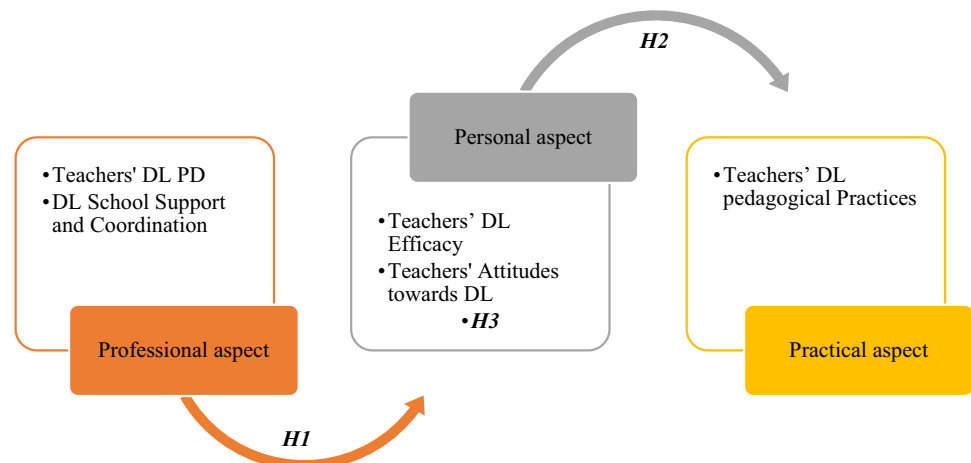 •Teachers' DL PD
•DL School Support
and Coordination
Professional aspect
H1
Personal aspect
•Teachers’ DL
Efficacy
•Teachers' Attitudes
towards DL
•H3
H2
•Teachers’ DL
pedagogical Practices
Practical aspect